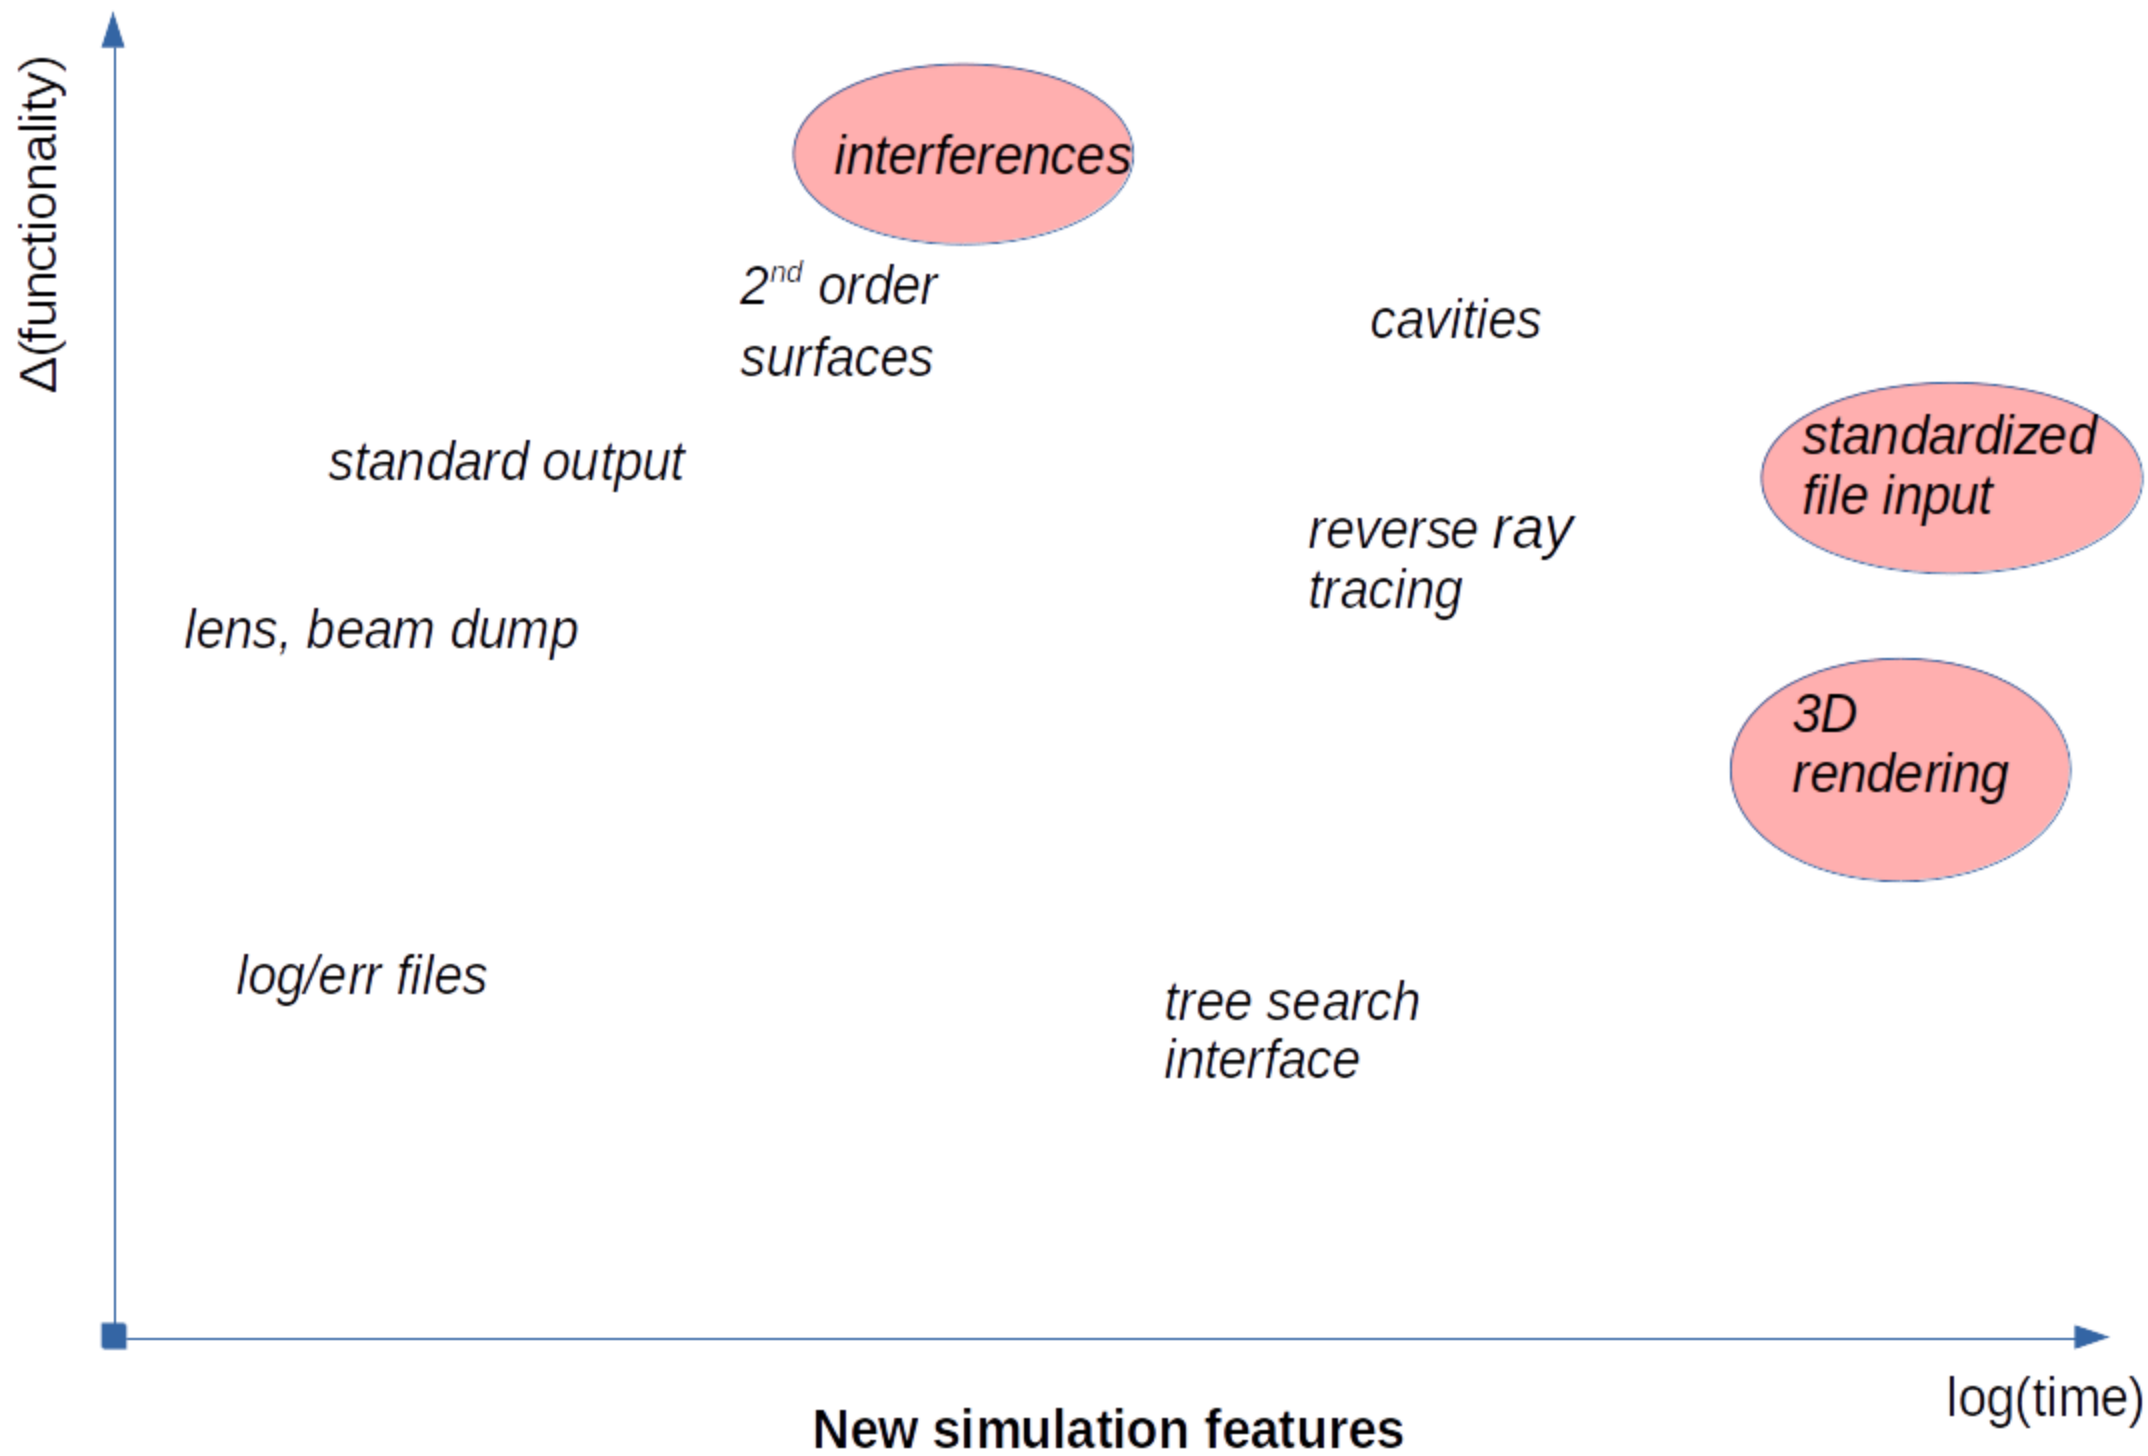 Δ(functionality)
interferences
2nd order
surfaces
cavities
standardized
file input
standard output
reverse ray
tracing
lens, beam dump
3D
rendering
log/err files
tree search
interface
log(time)
New simulation features